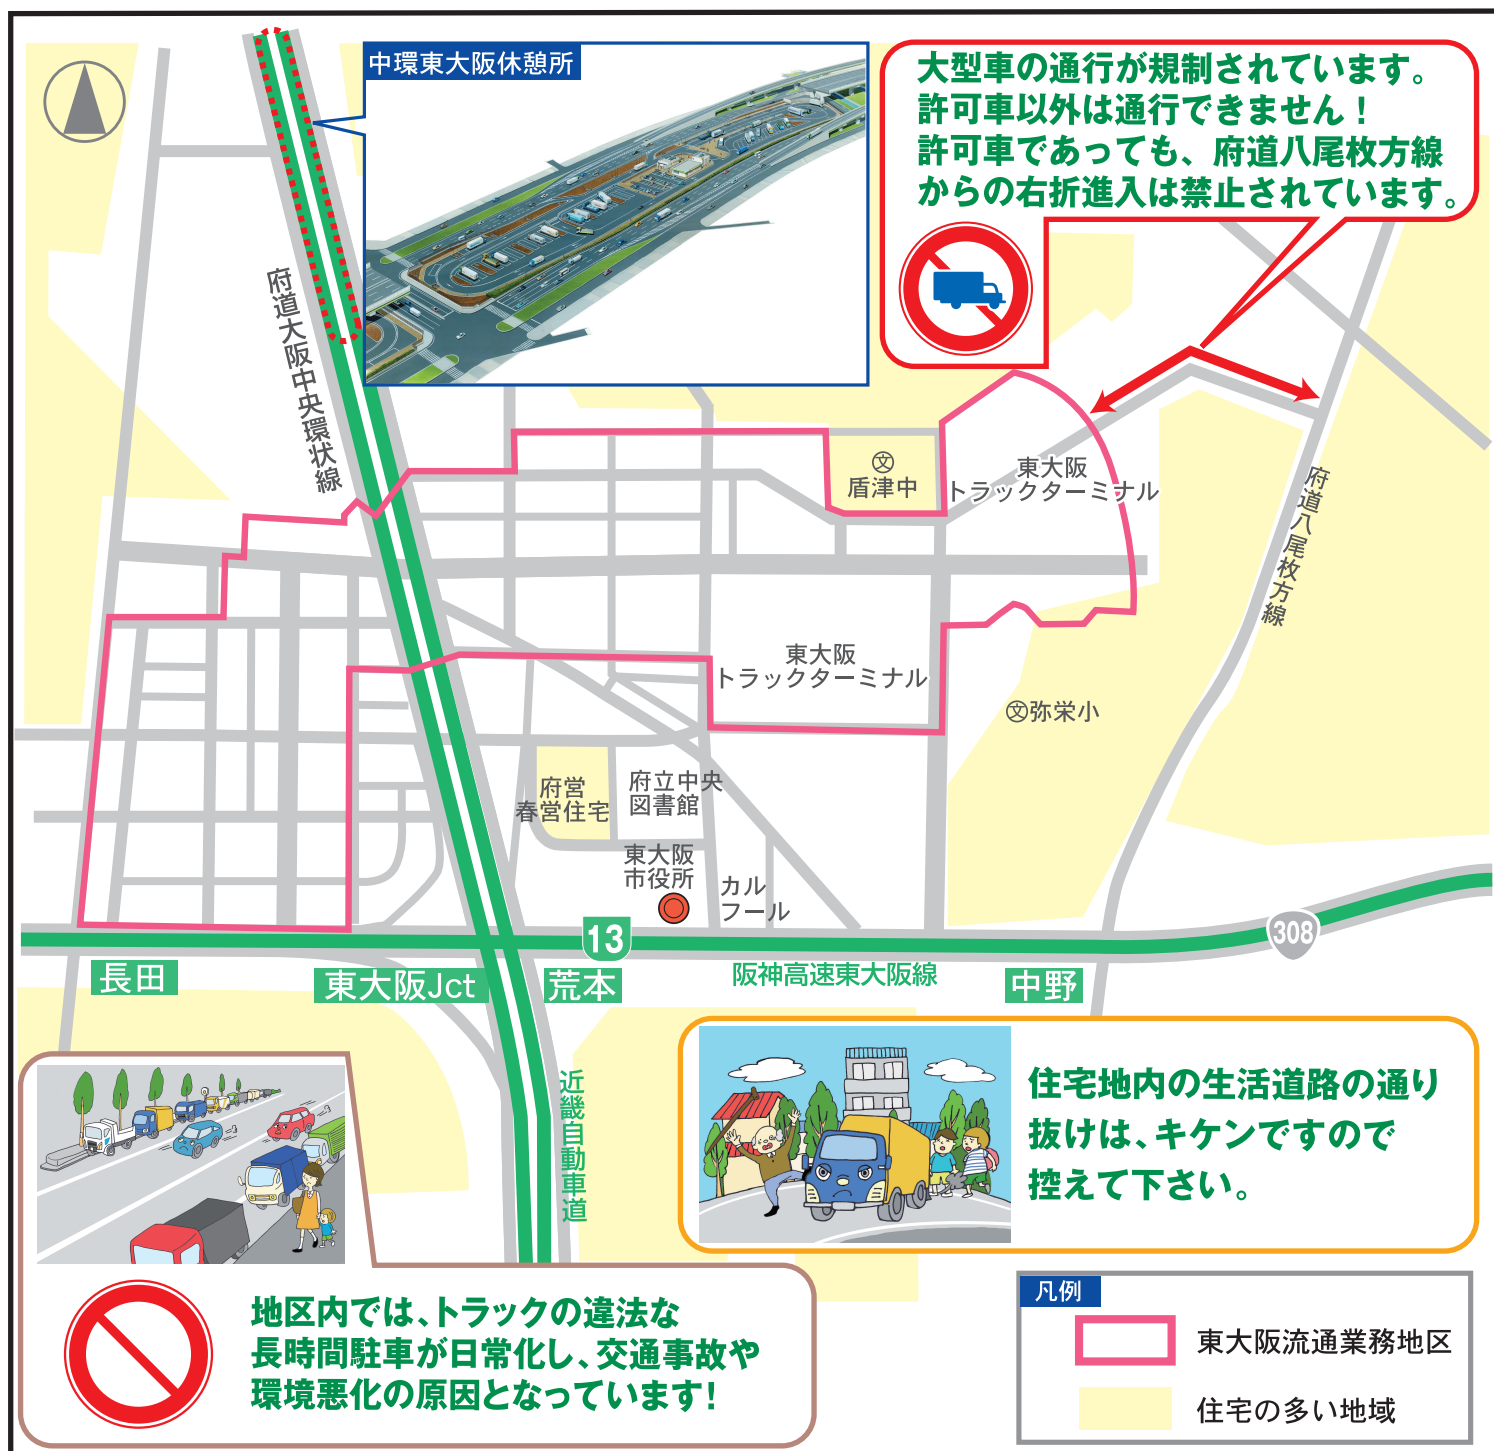 中環東大阪休憩所
大型車の通行が規制されています。
許可車以外は通行できません！
許可車であっても、府道八尾枚方線
からの右折進入は禁止されています。
府道大阪中央環状線
文
盾津中
東大阪
トラックターミナル
府道八尾枚方線
東大阪
トラックターミナル
文弥栄小
府営
春営住宅
府立中央
図書館
東大阪
市役所
カル
フール
13
308
長田
東大阪Jct
荒本
阪神高速東大阪線
中野
近畿自動車道
住宅地内の生活道路の通り
抜けは、キケンですので
控えて下さい。
地区内では、トラックの違法な
長時間駐車が日常化し、交通事故や
環境悪化の原因となっています！
凡例
東大阪流通業務地区
住宅の多い地域